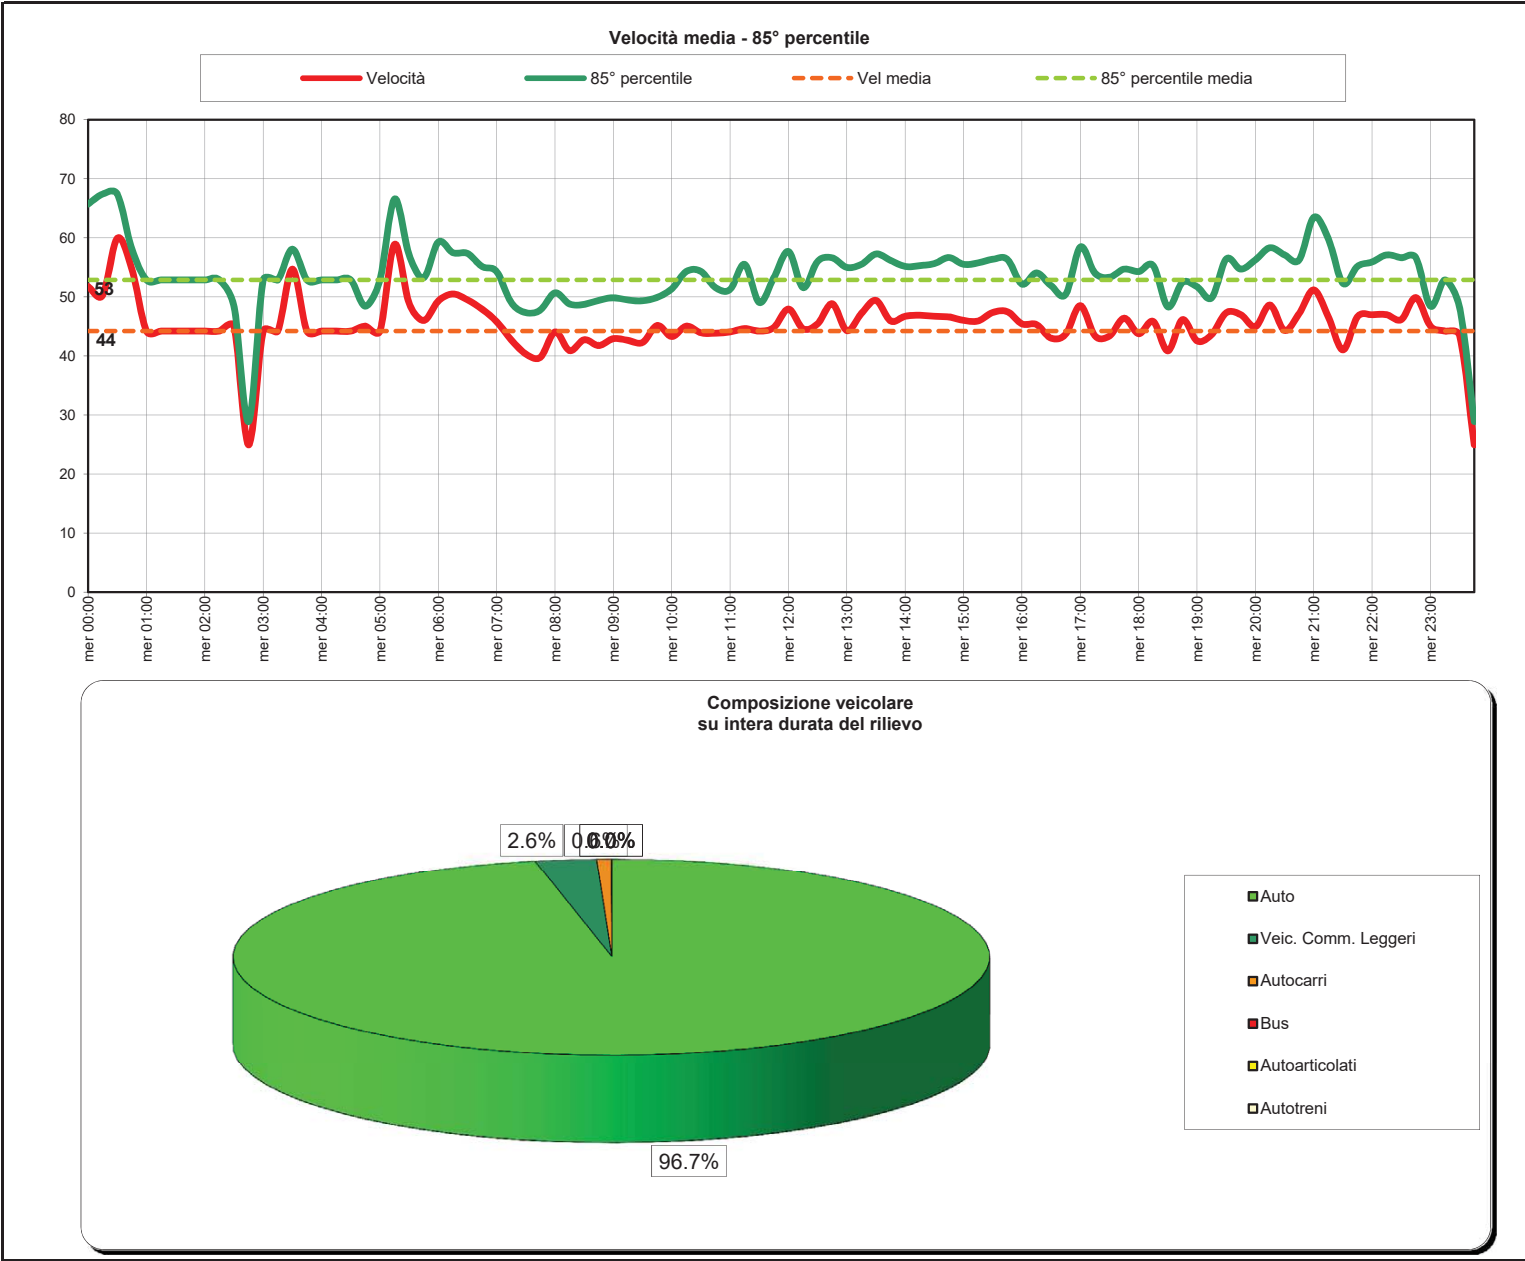 Velocità media - 85° percentile
Velocità 85° percentile Vel media 85° percentile media
80
70
60
50
40
30
20
10
0
53
44
mer 00:00
mer 01:00
mer 02:00
mer 03:00
mer 04:00
mer 05:00
mer 06:00
mer 07:00
mer 08:00
mer 09:00
mer 10:00
mer 11:00
mer 12:00
mer 13:00
mer 14:00
mer 15:00
mer 16:00
mer 17:00
mer 18:00
mer 19:00
mer 20:00
mer 21:00
mer 22:00
mer 23:00
Composizione veicolare
su intera durata del rilievo
2.6% 0.6% 0.0%
96.7%
Auto
Veic. Comm. Leggeri
Autocarri
Bus
Autoarticolati
Autotreni